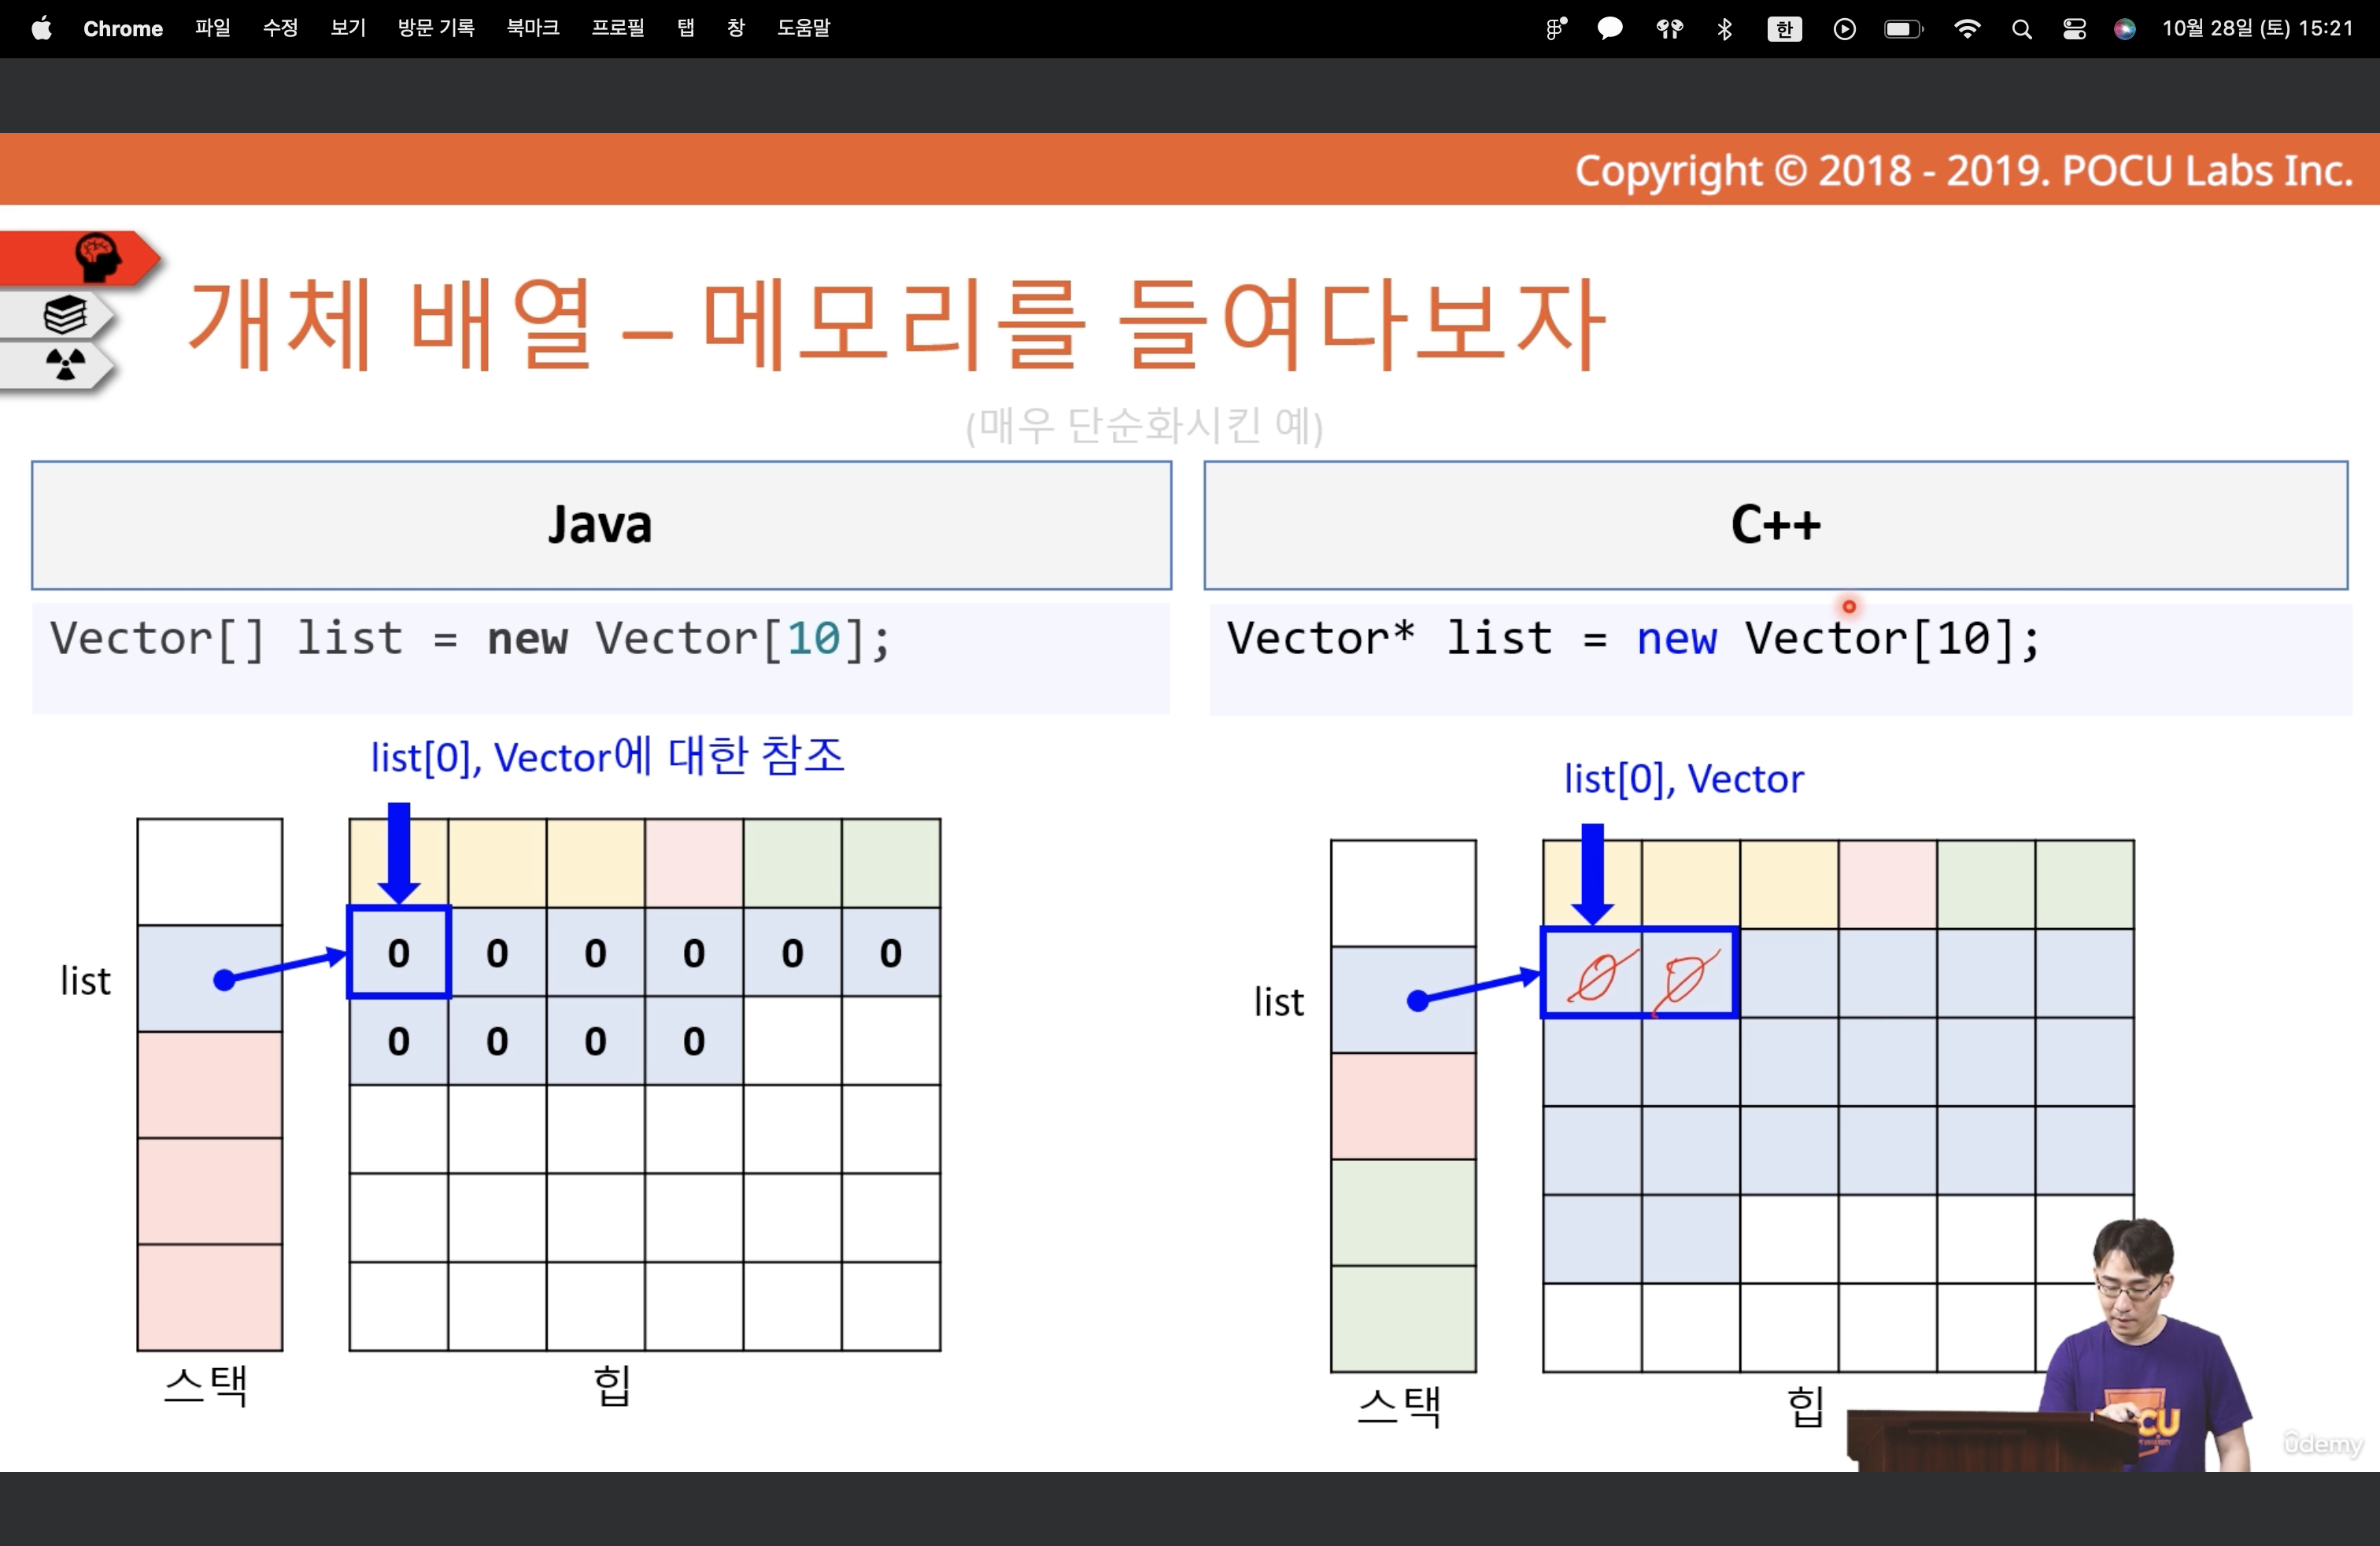 Chrome 파일 수정 보기 방문 기록 북마크 프로필 탭 창 도움말 한 10월 28일 (토) 15:21
Copyright © 2018 - 2019. POCU Labs Inc.
개체 배열 – 메모리를 들여다보자
(매우 단순화시킨 예)
Java
Vector[] list = new Vector[10];
list[0], Vector에 대한 참조
list
0 0 0 0 0 0
0 0 0 0
스택
힙
C++
Vector* list = new Vector[10];
list[0], Vector
list
0 0
스택
힙
CU
ûdemy